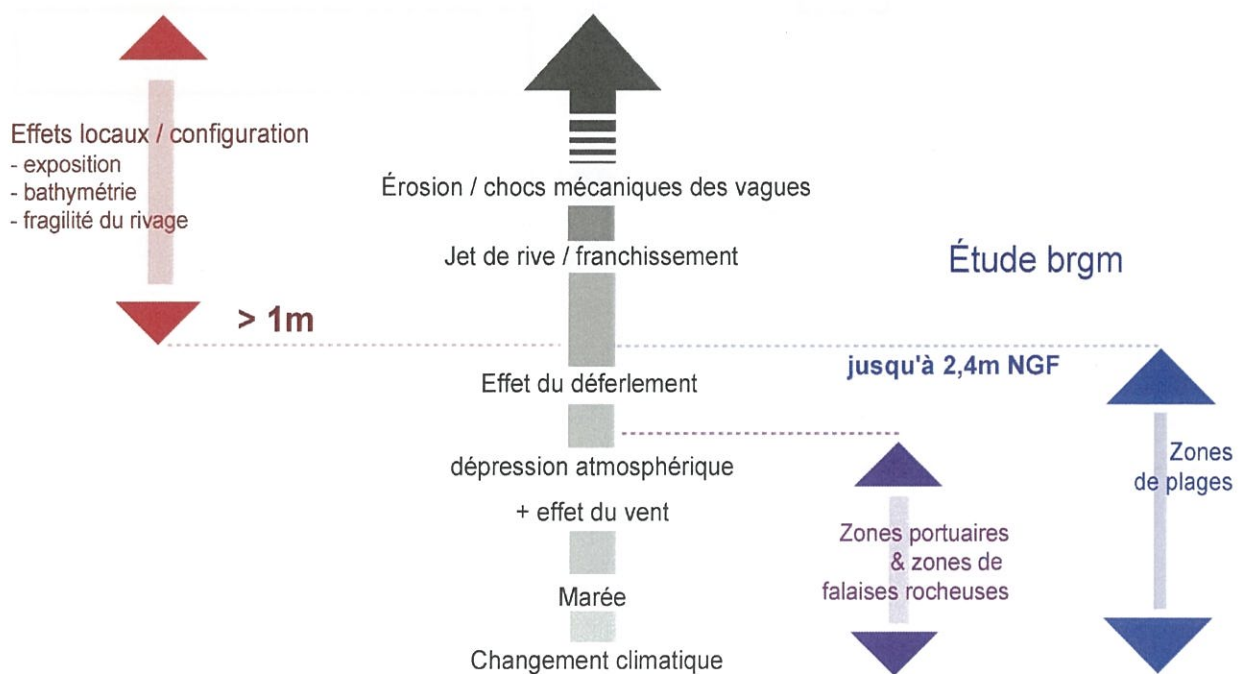 Effets locaux / configuration
- exposition
- bathymétrie
- fragilité du rivage
> 1m
Érosion / chocs mécaniques des vagues
Jet de rive / franchissement
Effet du déferlement
dépression atmosphérique
+ effet du vent
Marée
Changement climatique
Étude brgm
jusqu'à 2,4m NGF
Zones portuaires
& zones de
falaises rocheuses
Zones
de plages